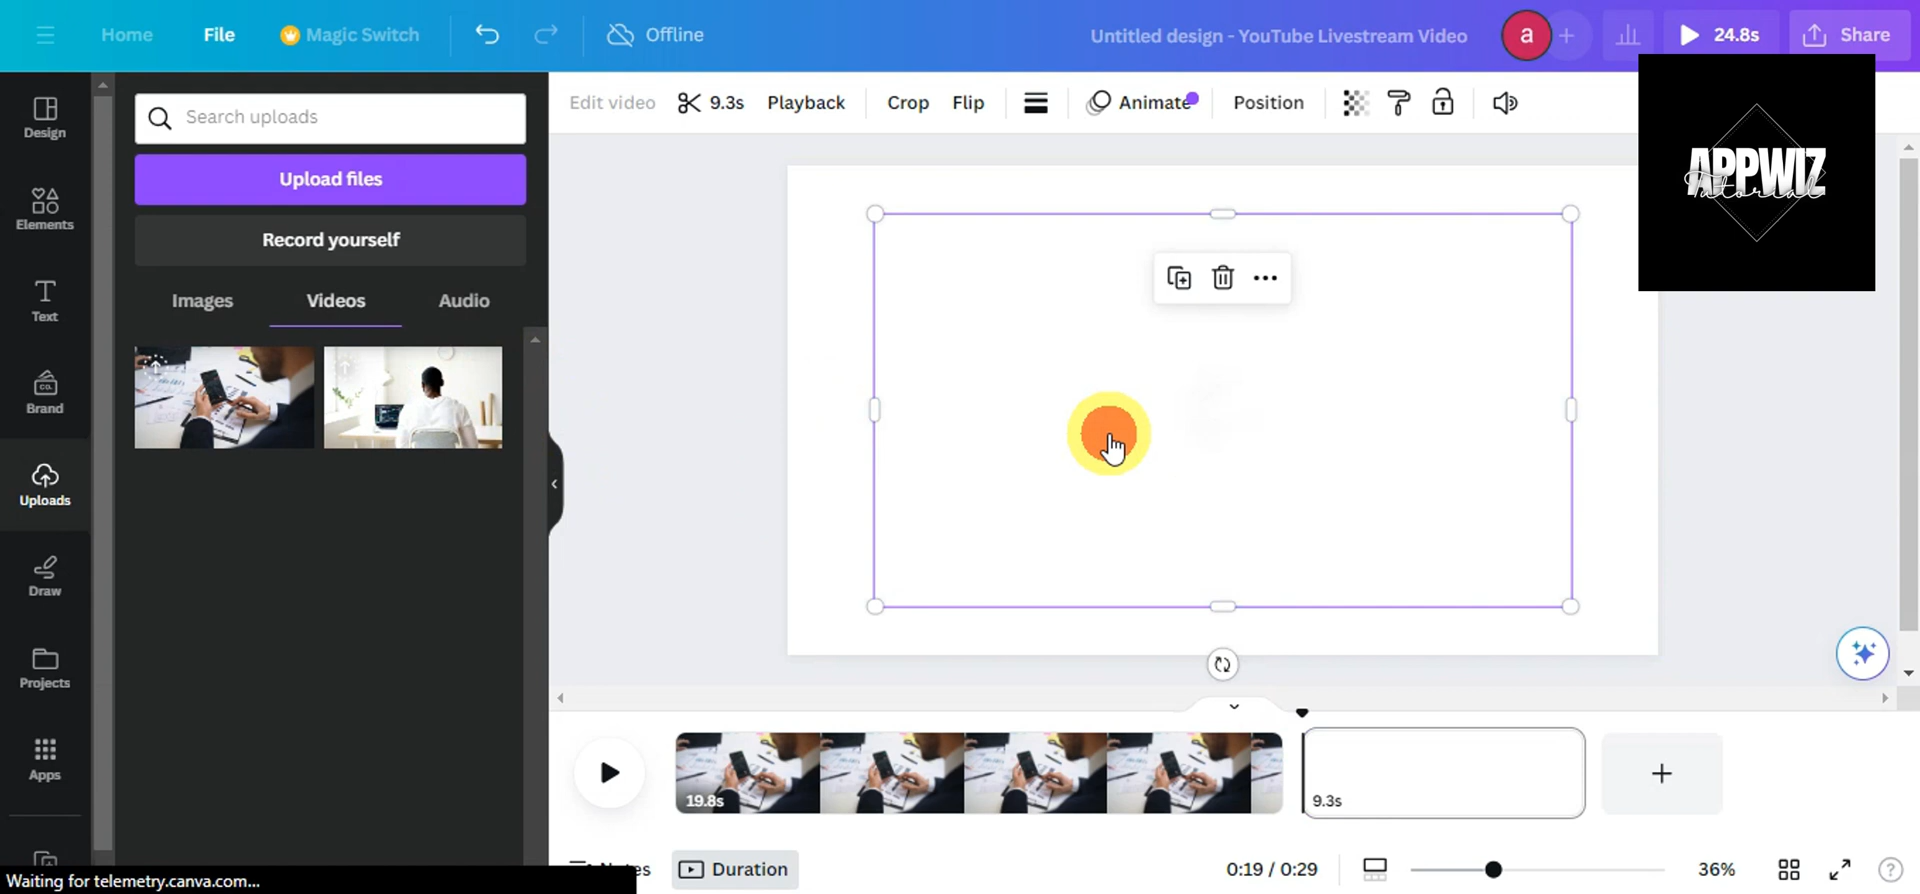 Home File Magic Switch Offline Untitled design - YouTube Livestream Video a 24.8s Share
Edit video 9.3s Playback Crop Flip Animate Position
Search uploads
Upload files
Record yourself
Images Videos Audio
Design
Elements
Text
CO.
Brand
Uploads
Draw
Projects
Apps
APPWIZ
Tutorial
19.8s
9.3s
Duration 0:19 / 0:29 36%
Waiting for telemetry.canva.com...